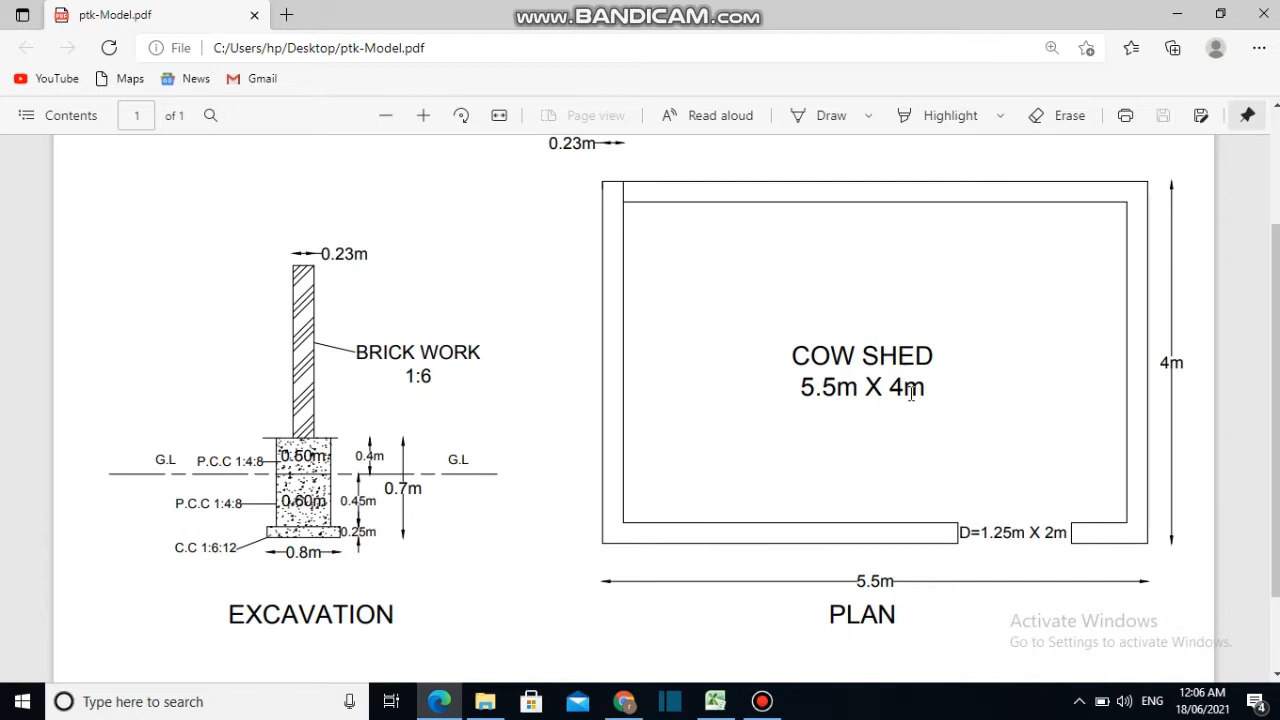 ptk-Model.pdf
www.BANDICAM.com
File C:/Users/hp/Desktop/ptk-Model.pdf
YouTube Maps News Gmail
Contents 1 of 1 Page view Read aloud Draw Highlight Erase
0.23m
0.23m
BRICK WORK
1:6
COW SHED
5.5m X 4m
4m
G.L P.C.C 1:4:8 0.50m 0.4m G.L
0.7m
P.C.C 1:4:8 0.60m 0.45m
0.25m
C.C 1:6:12 0.8m
D=1.25m X 2m
5.5m
EXCAVATION PLAN
Activate Windows
Go to Settings to activate Windows.
Type here to search
ENG 12:06 AM
18/06/2021
4